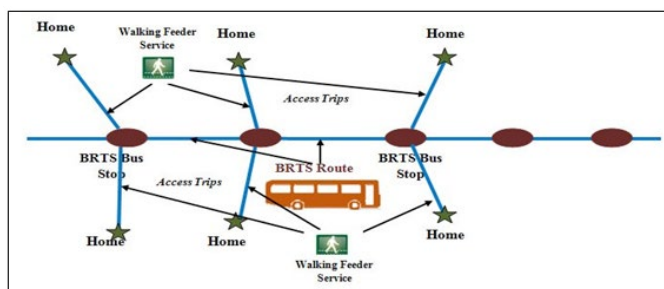 Home
Walking Feeder
Service
Home
Home
Access Trips
BRTS Bus
Stop
BRTS Route
BRTS Bus
Stop
Access Trips
Home
Home
Home
Walking Feeder
Service